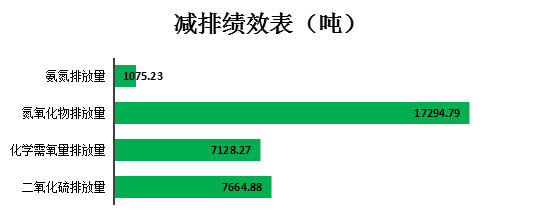 减排绩效表（吨）
氨氮排放量 1075.23
氮氧化物排放量 17294.79
化学需氧量排放量 7128.27
二氧化硫排放量 7664.88